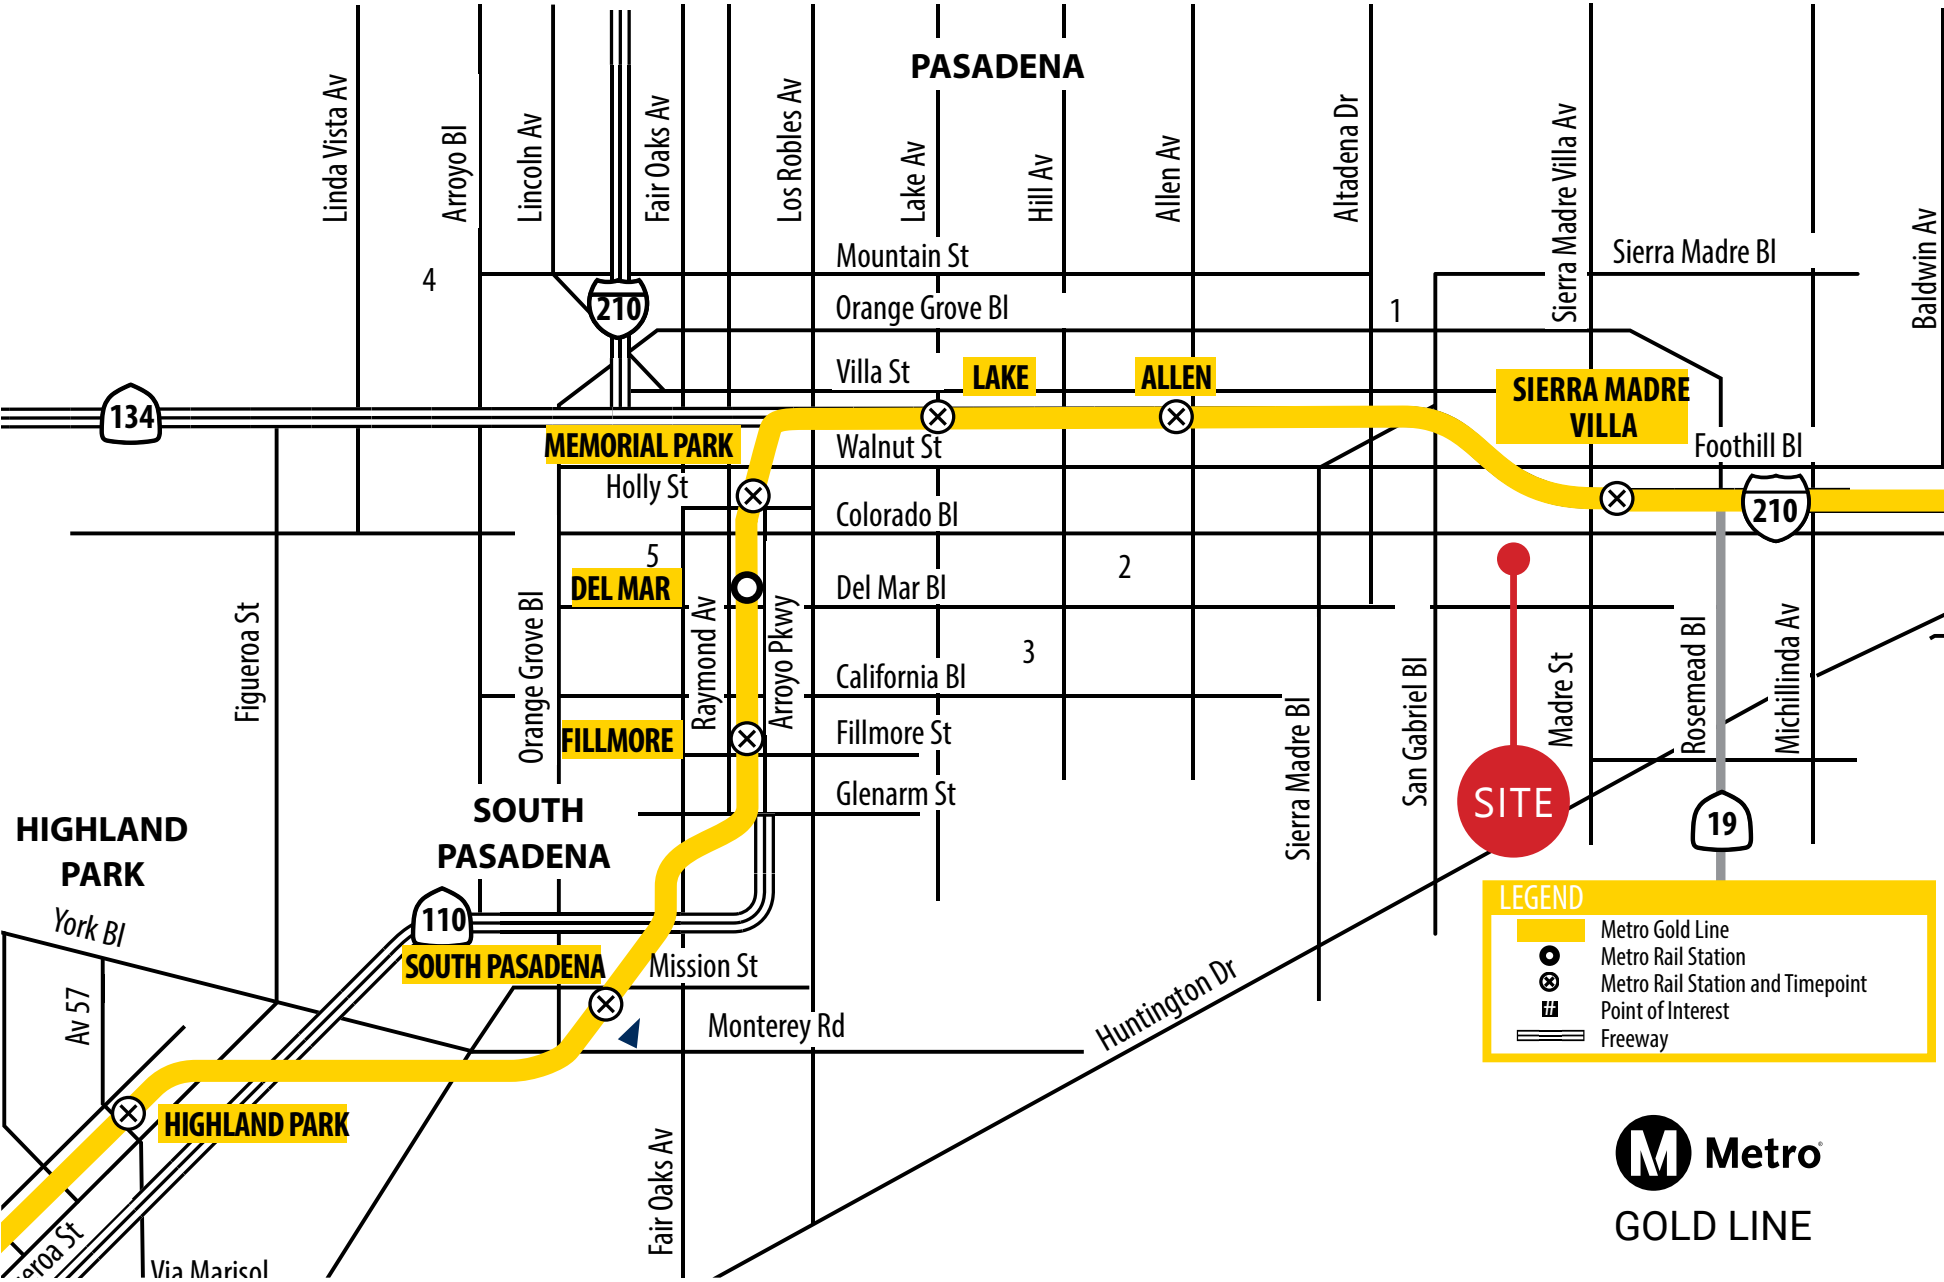 PASADENA
Linda Vista Av
Arroyo Bl
Lincoln Av
Fair Oaks Av
Los Robles Av
Lake Av
Hill Av
Allen Av
Altadena Dr
Sierra Madre Villa Av
Baldwin Av
Mountain St
Sierra Madre Bl
4
210
Orange Grove Bl
1
Villa St
LAKE
ALLEN
SIERRA MADRE
VILLA
134
MEMORIAL PARK
Walnut St
Foothill Bl
Holly St
Colorado Bl
210
5
2
DEL MAR
Del Mar Bl
Figueroa St
Orange Grove Bl
Raymond Av
Arroyo Pkwy
3
California Bl
FILLMORE
Fillmore St
Glenarm St
Sierra Madre Bl
San Gabriel Bl
Madre St
Rosemead Bl
Michillinda Av
SITE
19
HIGHLAND
PARK
SOUTH
PASADENA
York Bl
110
SOUTH PASADENA
Mission St
Av 57
Monterey Rd
Huntington Dr
HIGHLAND PARK
Fair Oaks Av
eroa St
Via Marisol
LEGEND
Metro Gold Line
Metro Rail Station
Metro Rail Station and Timepoint
Point of Interest
Freeway
M Metro
GOLD LINE